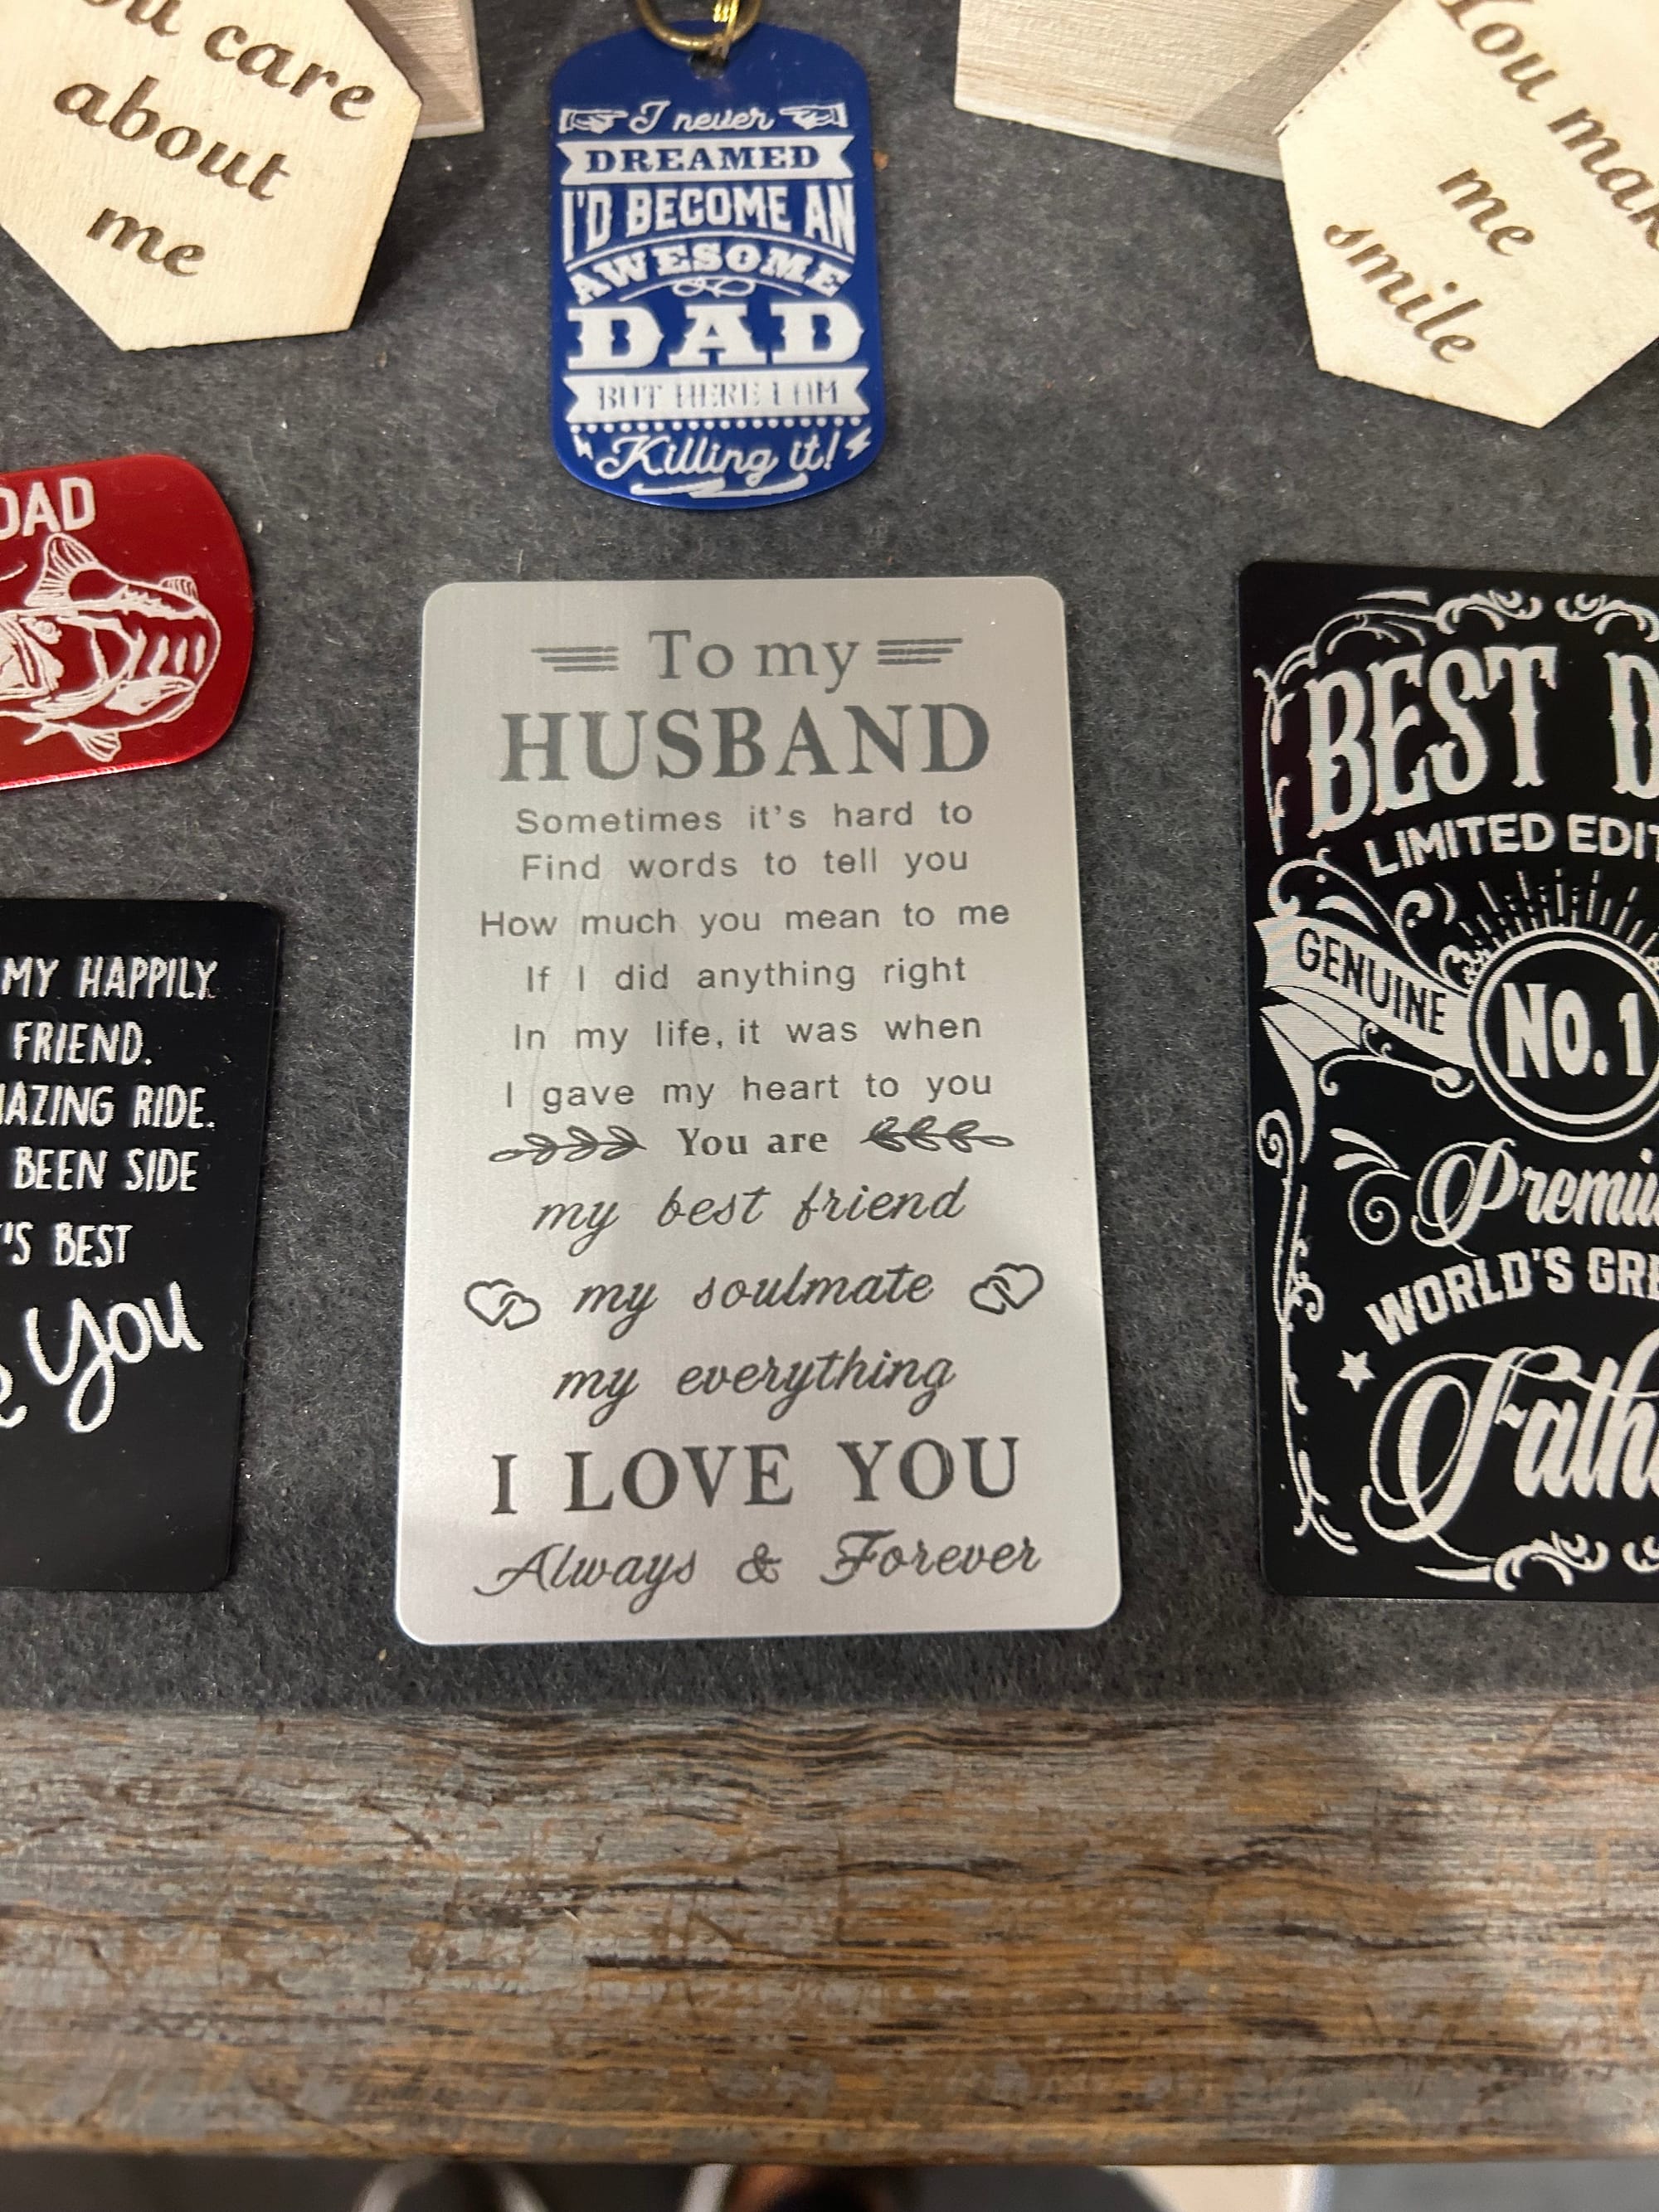 care
about
me
I never
DREAMED
I'D BECOME AN
AWESOME
DAD
BUT HERE I AM
Killing it!
You
me
smile
DAD
To my
HUSBAND
Sometimes it's hard to
Find words to tell you
How much you mean to me
If I did anything right
In my life, it was when
I gave my heart to you
You are
my best friend
my soulmate
my everything
I LOVE YOU
Always & Forever
MY HAPPILY
FRIEND.
RIDE.
BEEN SIDE
'S BEST
You
BEST
LIMITED
GENUINE
NO.1
WORLD'S